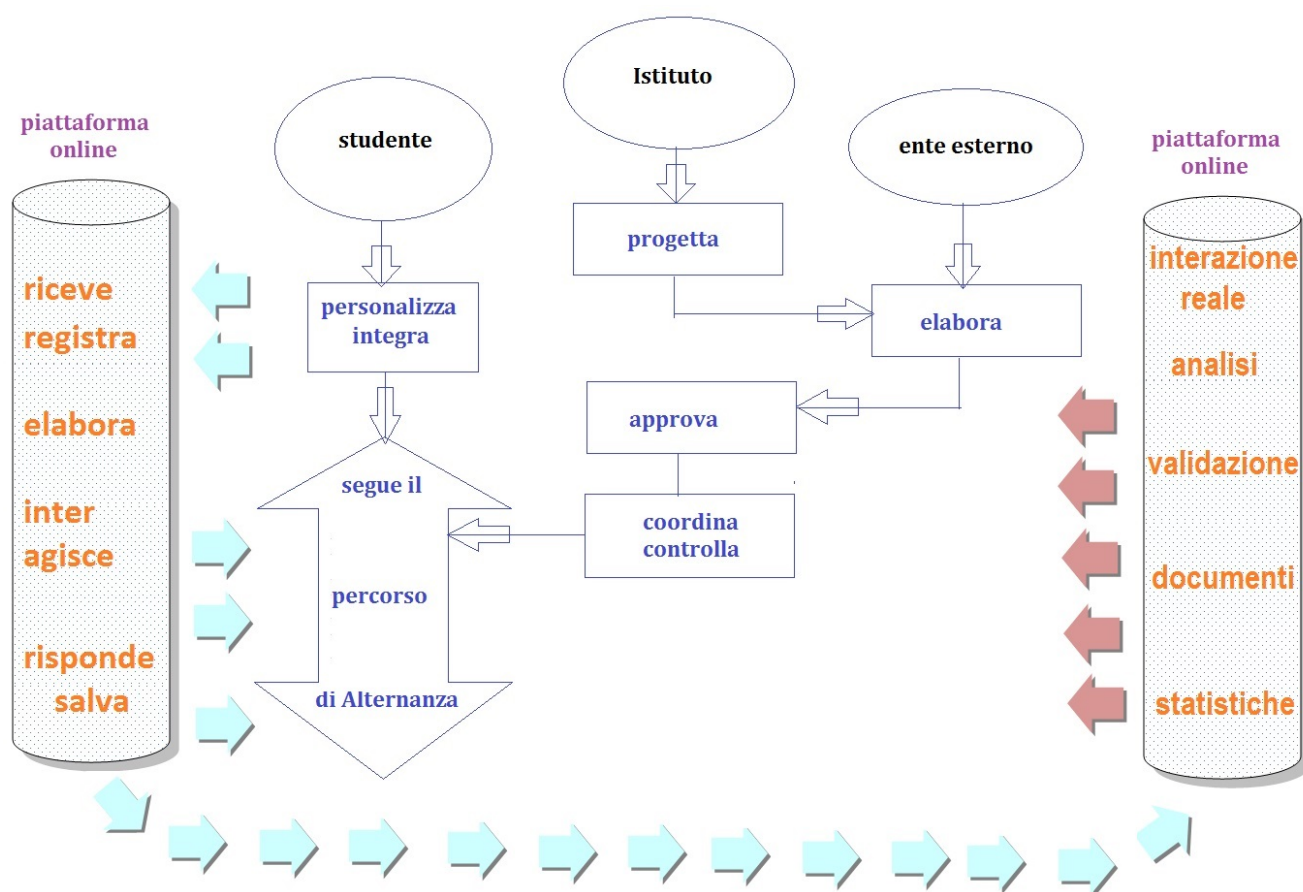 piattaforma
online
riceve
registra
elabora
inter
agisce
risponde
salva
studente
personalizza
integra
segue il
percorso
di Alternanza
Istituto
progetta
approva
coordina
controlla
ente esterno
elabora
piattaforma
online
interazione
reale
analisi
validazione
documenti
statistiche